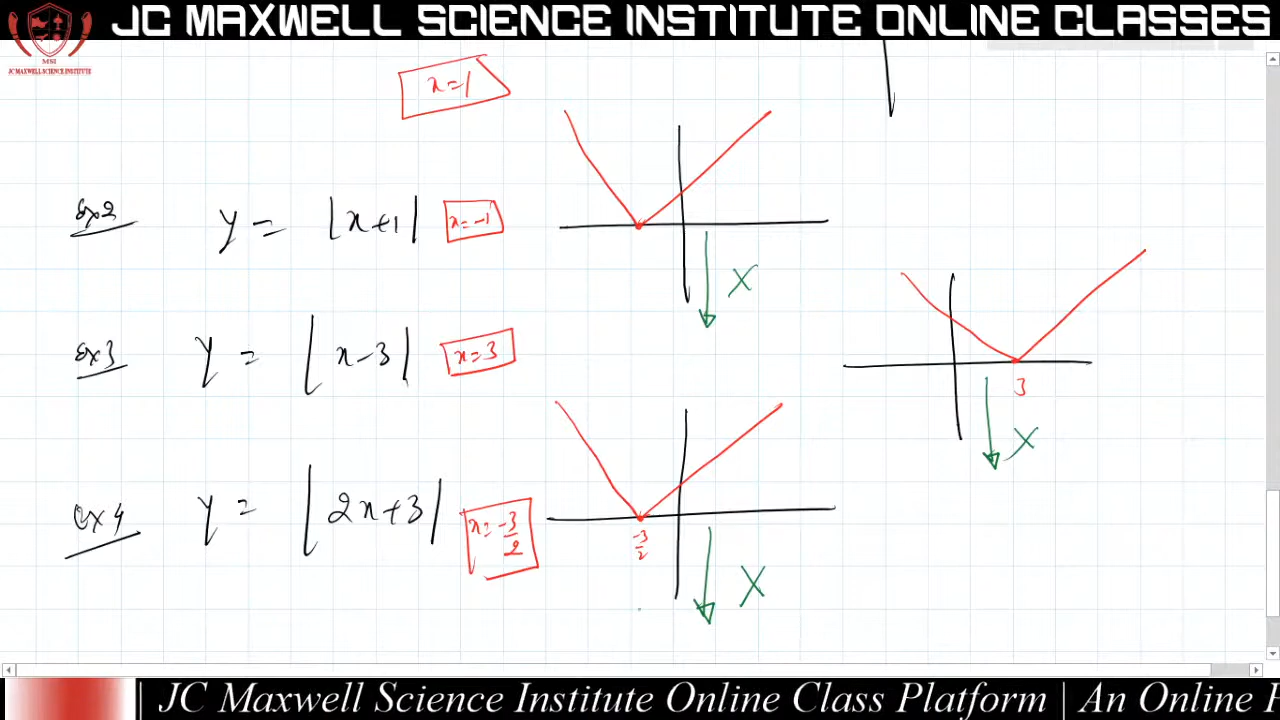 JC MAXWELL SCIENCE INSTITUTE ONLINE CLASSES
MSI
JC MAXWELL SCIENCE INSTITUTE
x=1
Ex2 y = |x+1| x=-1
X
Ex3 y = |x-3| x=3
3
X
Ex4 y = |2x+3| x=-3/2
-3/2
X
| JC Maxwell Science Institute Online Class Platform | An Online